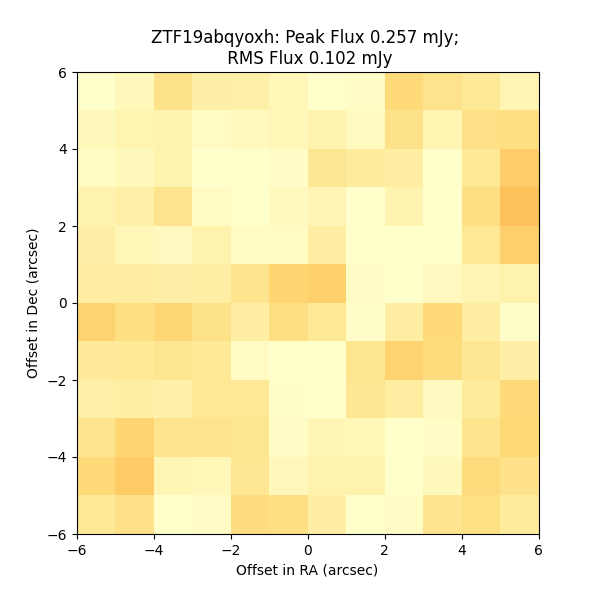 ZTF19abqyoxh: Peak Flux 0.257 mJy;
RMS Flux 0.102 mJy
6
4
2
0
−2
−4
−6
Offset in Dec (arcsec)
−6 −4 −2 0 2 4 6
Offset in RA (arcsec)